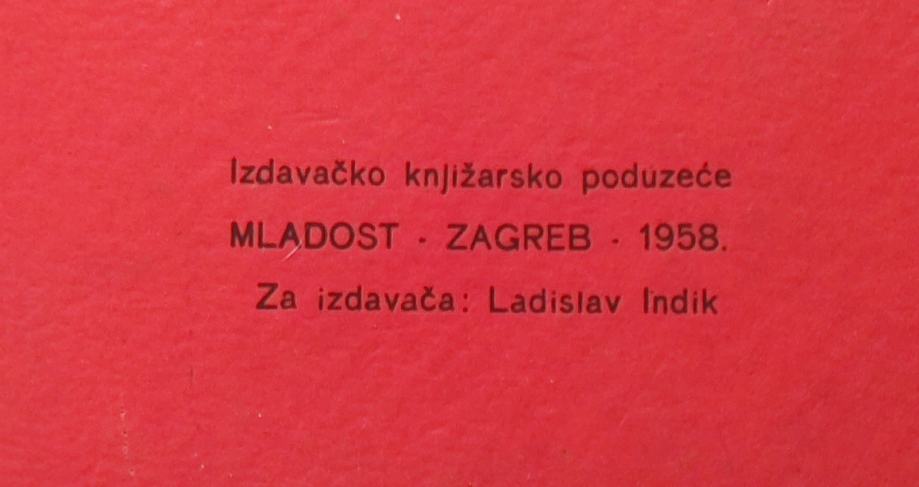 Izdavačko knjižarsko poduzeće
MLADOST · ZAGREB · 1958.
Za izdavača: Ladislav Indik